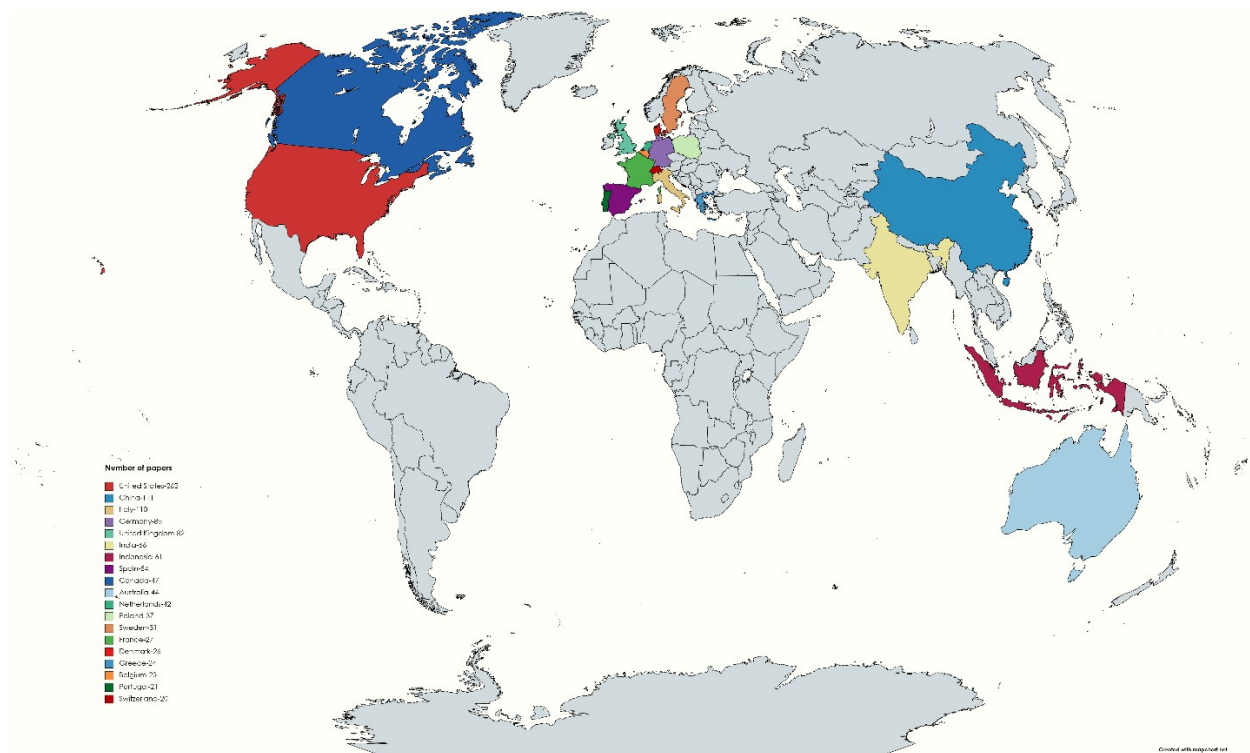 Number of papers
United States-262
China-111
Italy-110
Germany-85
United Kingdom-82
India-66
Indonesia-61
Spain-54
Canada-47
Australia-44
Netherlands-42
Poland-37
Sweden-31
France-27
Denmark-26
Greece-24
Belgium-23
Portugal-21
Switzerland-20
Created with mapchart.net